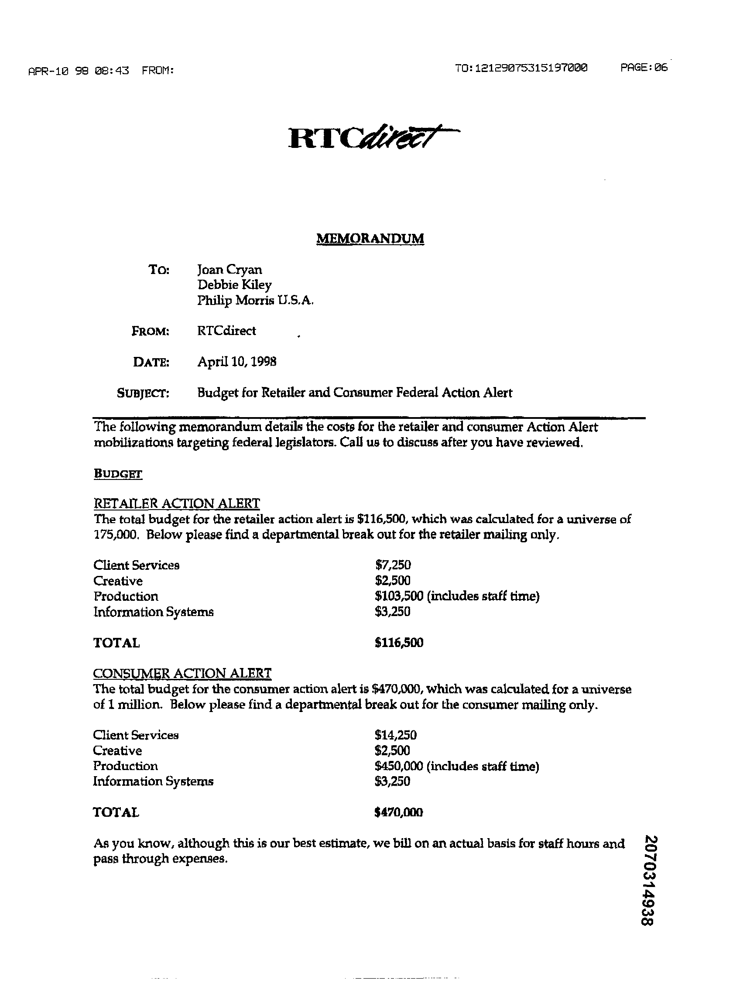 APR-10 98 08:43 FROM: TO:12129075315197000 PAGE:06
RTCdirect
MEMORANDUM
TO: Joan Cryan
Debbie Kiley
Philip Morris U.S.A.
FROM: RTCdirect
DATE: April 10, 1998
SUBJECT: Budget for Retailer and Consumer Federal Action Alert
The following memorandum details the costs for the retailer and consumer Action Alert
mobilizations targeting federal legislators. Call us to discuss after you have reviewed.
BUDGET
RETAILER ACTION ALERT
The total budget for the retailer action alert is $116,500, which was calculated for a universe of
175,000. Below please find a departmental break out for the retailer mailing only.
Client Services $7,250
Creative $2,500
Production $103,500 (includes staff time)
Information Systems $3,250
TOTAL $116,500
CONSUMER ACTION ALERT
The total budget for the consumer action alert is $470,000, which was calculated for a universe
of 1 million. Below please find a departmental break out for the consumer mailing only.
Client Services $14,250
Creative $2,500
Production $450,000 (includes staff time)
Information Systems $3,250
TOTAL $470,000
As you know, although this is our best estimate, we bill on an actual basis for staff hours and
pass through expenses.
2070314938